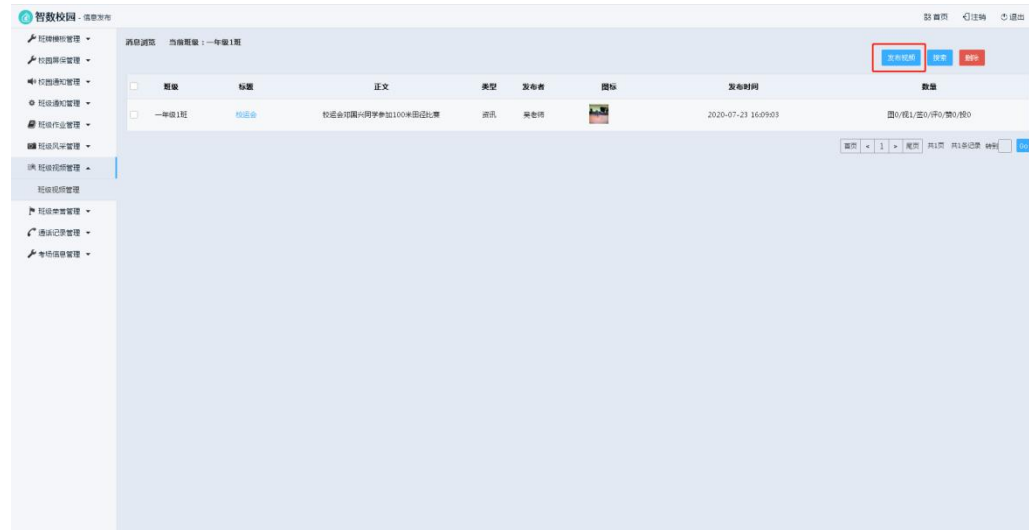 智数校园 - 信息发布
首页 注销 退出
班牌模板管理
校园屏保管理
校园通知管理
班级通知管理
班级作业管理
班级风采管理
班级视频管理
班级视频管理
班级荣誉管理
通话记录管理
考场信息管理
消息浏览 当前班级：一年级1班
发布视频 搜索 删除
班级 标题 正文 类型 发布者 图标 发布时间 数量
一年级1班 校运会 校运会邓国兴同学参加100米田径比赛 资讯 吴老师 2020-07-23 16:09:03 图0/视1/签0/评0/赞0/投0
首页 < 1 > 尾页 共1页 共1条记录 转到 Go